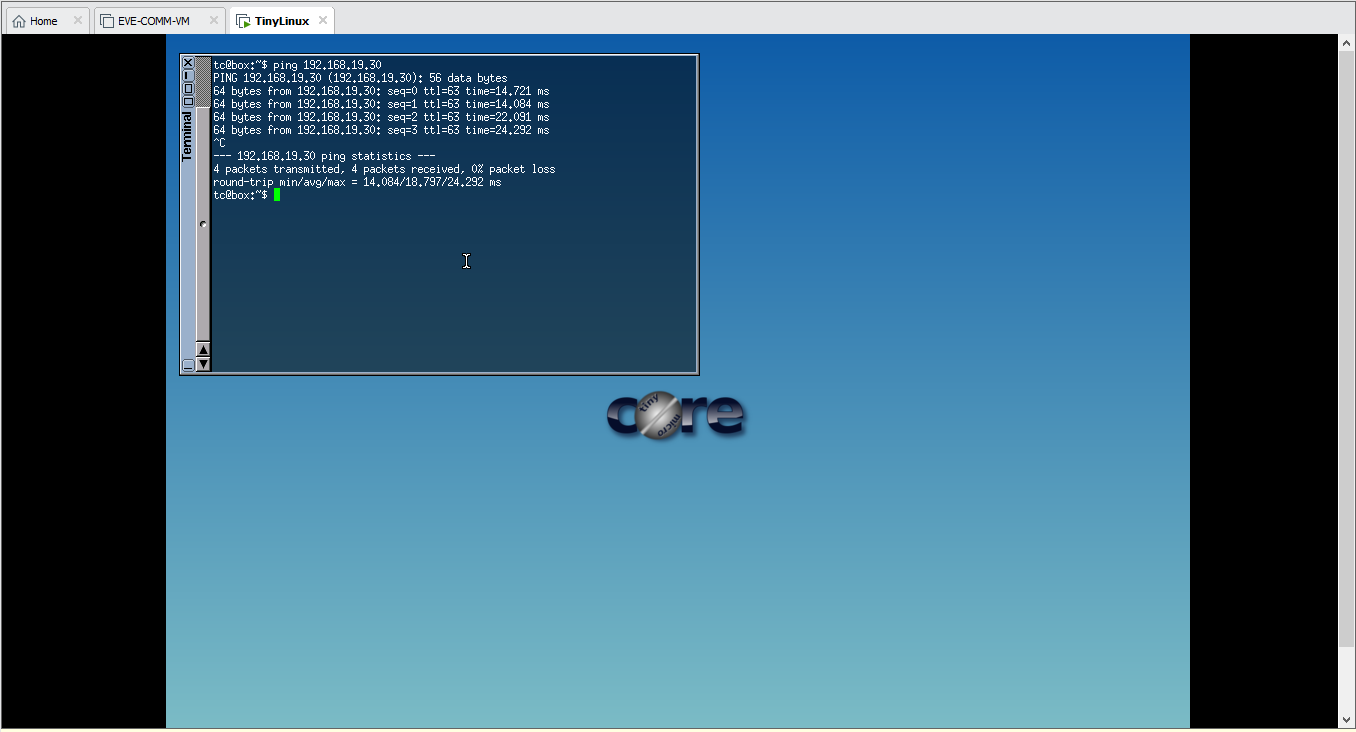 Home
EVE-COMM-VM
TinyLinux
Terminal
tc@box:~$ ping 192.168.19.30
PING 192.168.19.30 (192.168.19.30): 56 data bytes
64 bytes from 192.168.19.30: seq=0 ttl=63 time=14.721 ms
64 bytes from 192.168.19.30: seq=1 ttl=63 time=14.084 ms
64 bytes from 192.168.19.30: seq=2 ttl=63 time=22.091 ms
64 bytes from 192.168.19.30: seq=3 ttl=63 time=24.292 ms
^C
--- 192.168.19.30 ping statistics ---
4 packets transmitted, 4 packets received, 0% packet loss
round-trip min/avg/max = 14.084/18.797/24.292 ms
tc@box:~$
core
tiny
micro